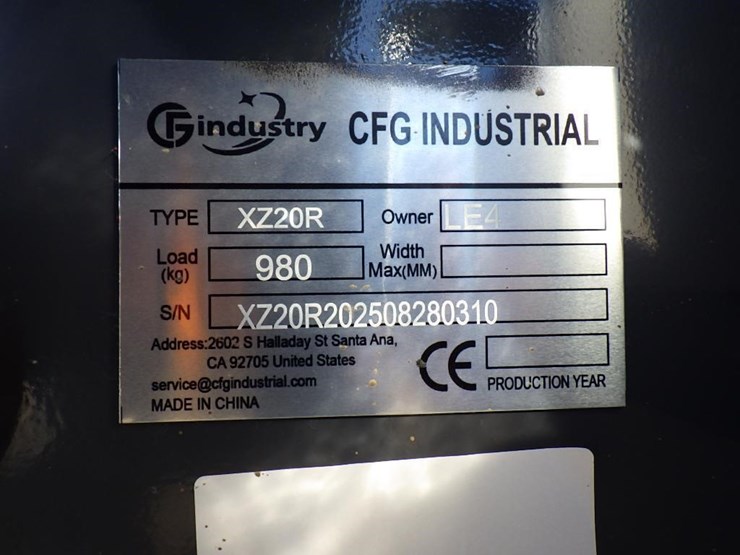 CFindustry CFG INDUSTRIAL
TYPE XZ20R Owner LE4
Load (kg) 980 Width Max(MM)
S/N XZ20R202508280310
Address:2602 S Halladay St Santa Ana,
CA 92705 United States
service@cfgindustrial.com
MADE IN CHINA
CE PRODUCTION YEAR